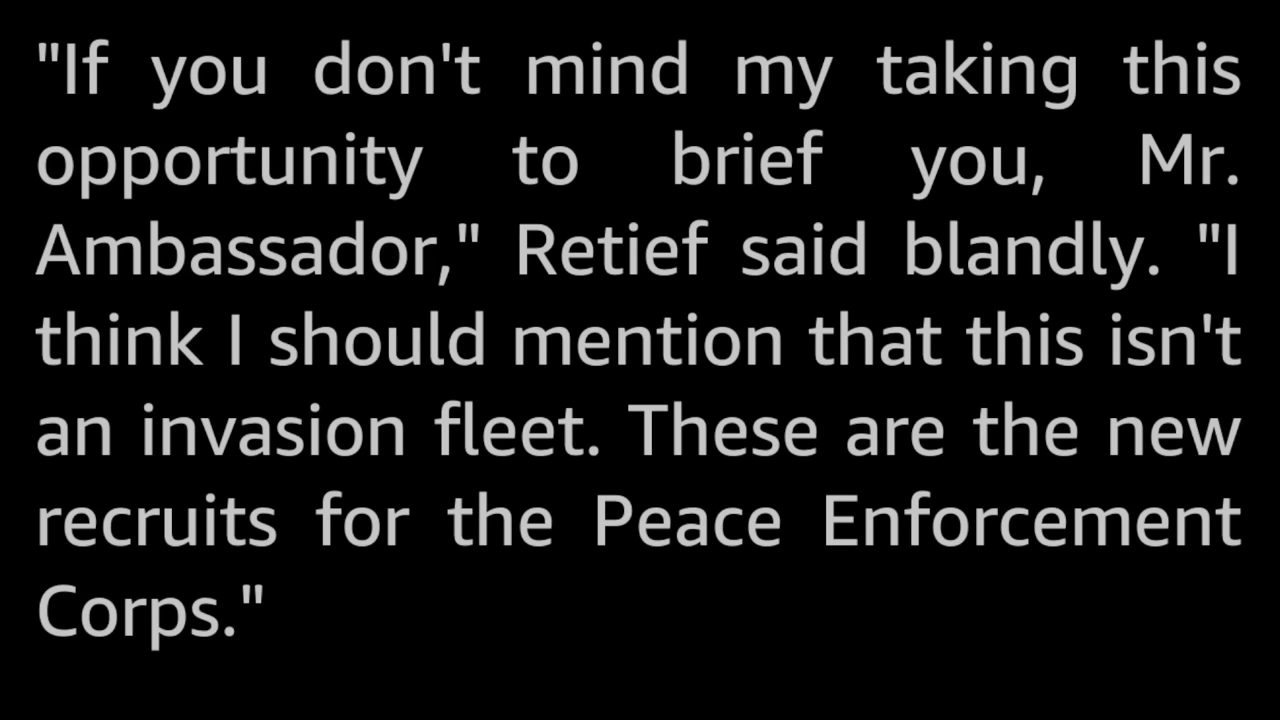 "If you don't mind my taking this
opportunity to brief you, Mr.
Ambassador," Retief said blandly. "I
think I should mention that this isn't
an invasion fleet. These are the new
recruits for the Peace Enforcement
Corps."